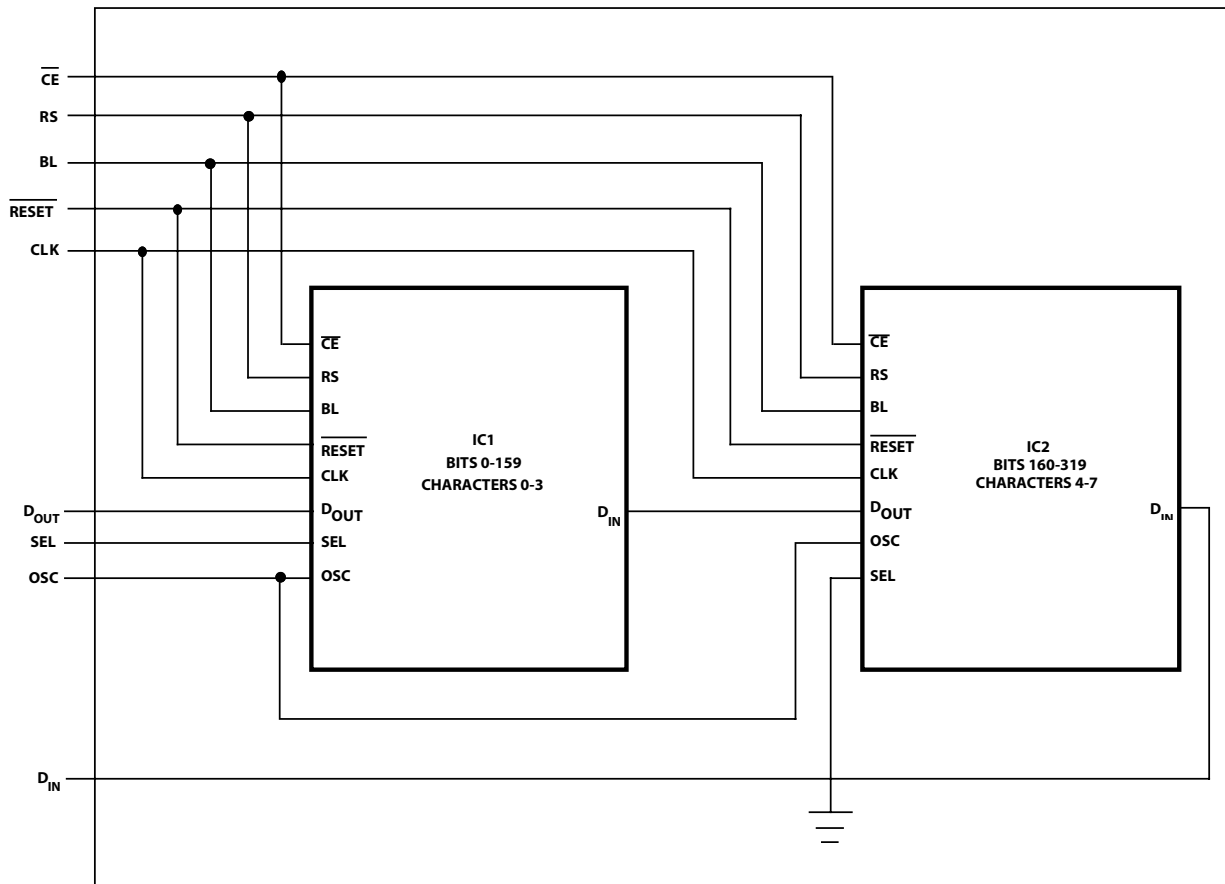 CE
RS
BL
RESET
CLK
DOUT
SEL
OSC
DIN
CE
RS
BL
RESET
CLK
DOUT
SEL
OSC
IC1
BITS 0-159
CHARACTERS 0-3
DIN
CE
RS
BL
RESET
CLK
DOUT
OSC
SEL
IC2
BITS 160-319
CHARACTERS 4-7
DIN